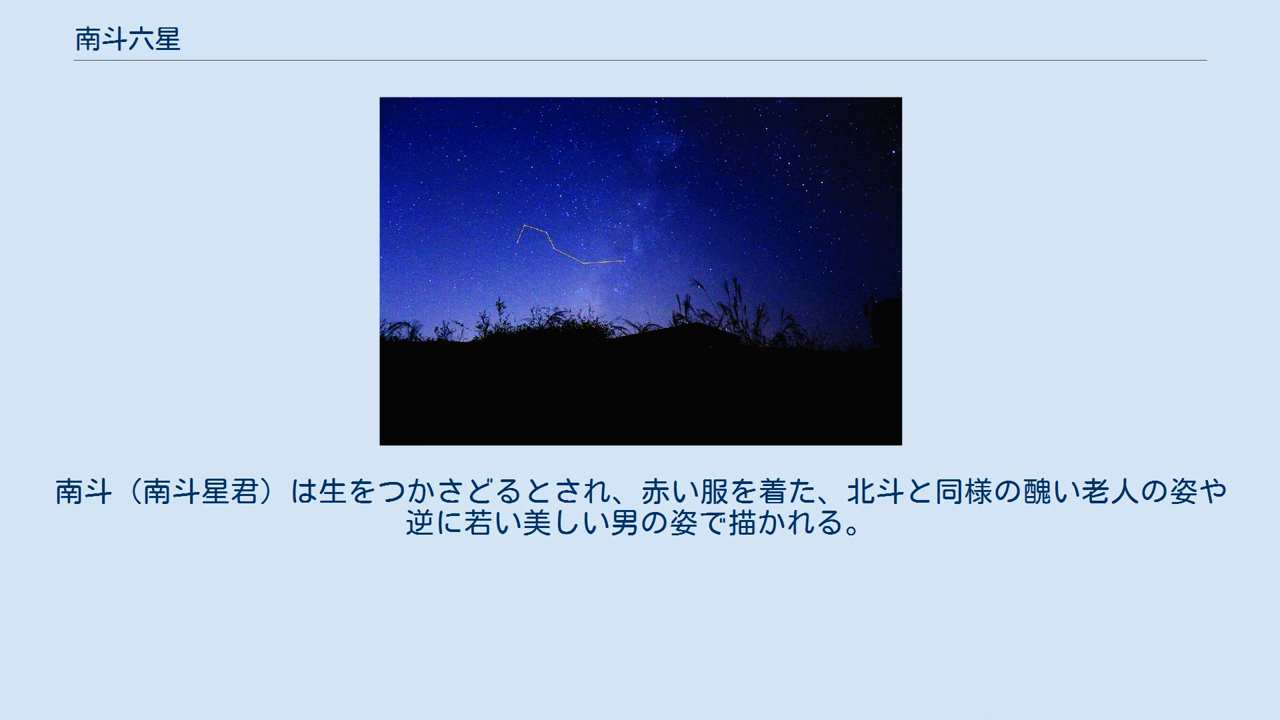 南斗六星
南斗（南斗星君）は生をつかさどるとされ、赤い服を着た、北斗と同様の醜い老人の姿や
逆に若い美しい男の姿で描かれる。